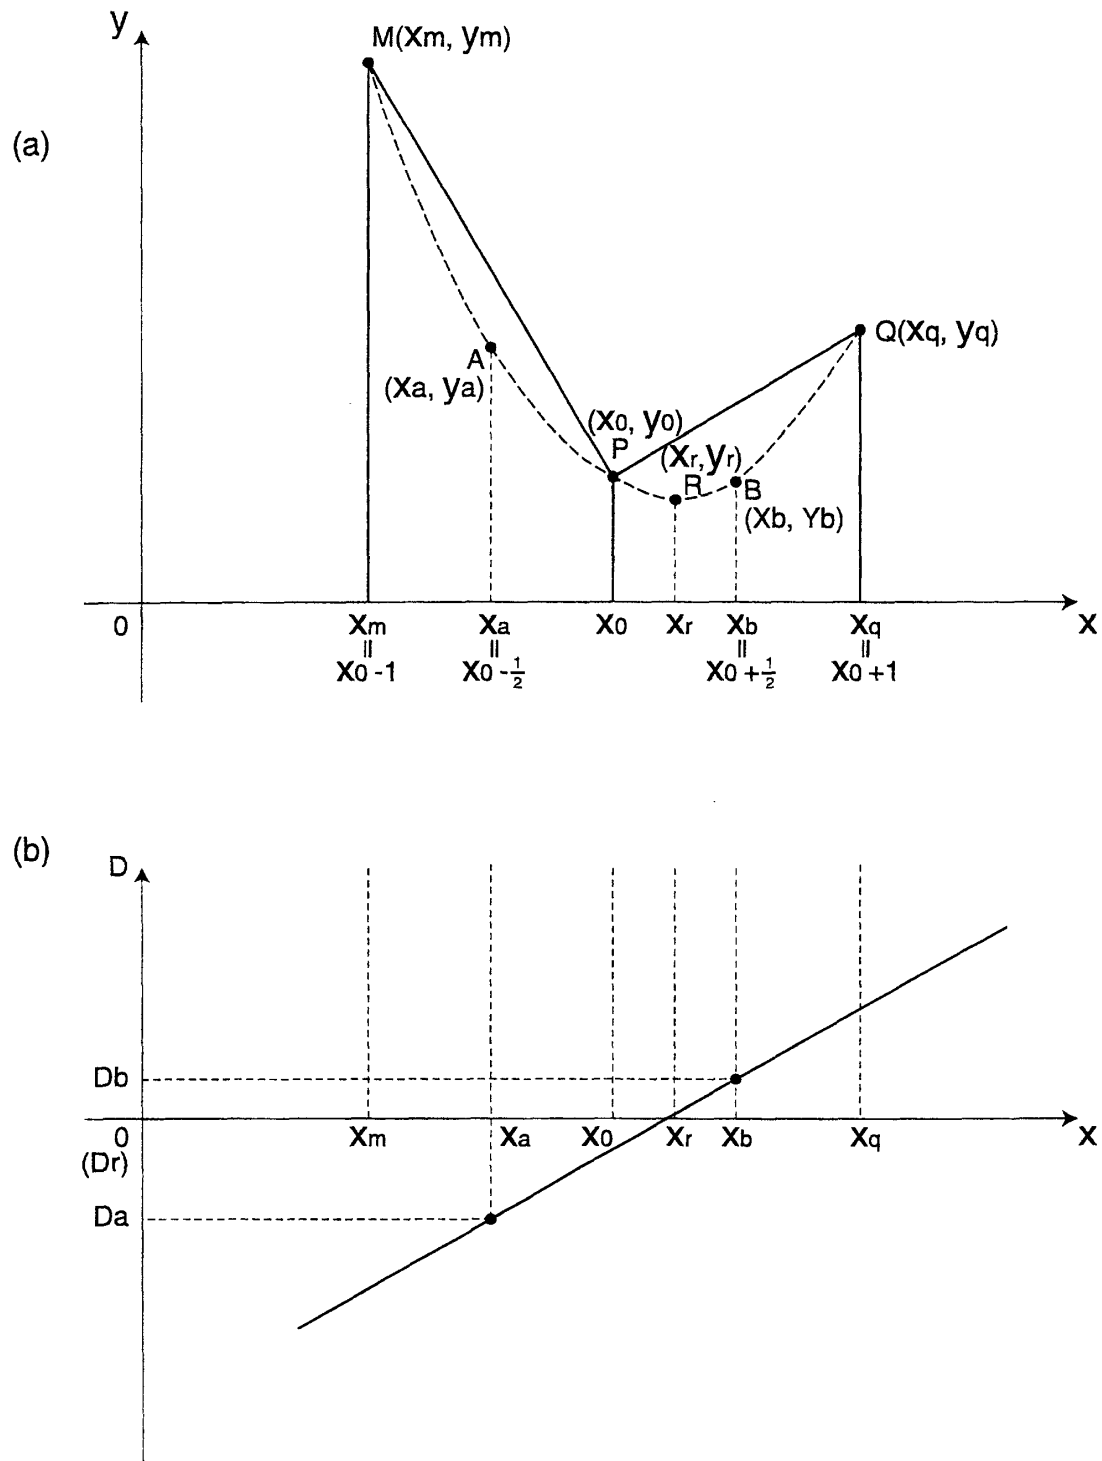 (a)
y
M(xm, ym)
A
(xa, ya)
(x0, y0)
P
(xr, yr)
R
B
(xb, Yb)
Q(xq, yq)
0 xm xa x0 xr xb xq x
= = = =
x0-1 x0-1/2 x0+1/2 x0+1
(b)
D
Db
0 xm xa x0 xr xb xq x
(Dr)
Da